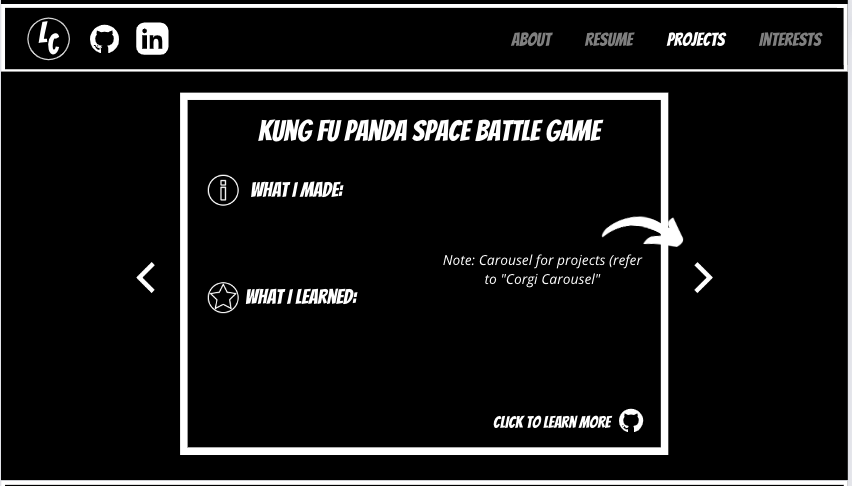 LC
in
ABOUT RESUME PROJECTS INTERESTS
KUNG FU PANDA SPACE BATTLE GAME
WHAT I MADE:
Note: Carousel for projects (refer
to "Corgi Carousel"
WHAT I LEARNED:
CLICK TO LEARN MORE